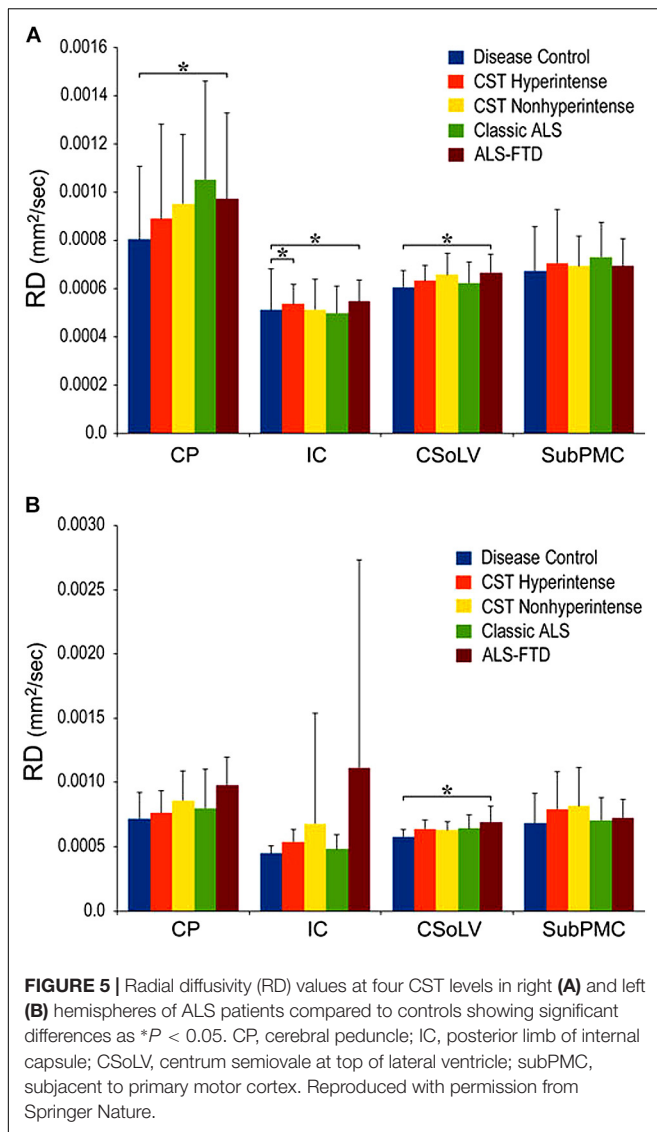 A
0.0016
0.0014
0.0012
0.0010
0.0008
0.0006
0.0004
0.0002
0.0
RD (mm²/sec)
*
*
*
*
Disease Control
CST Hyperintense
CST Nonhyperintense
Classic ALS
ALS-FTD
CP
IC
CSoLV
SubPMC
B
0.0030
0.0025
0.0020
0.0015
0.0010
0.0005
0.0
RD (mm²/sec)
*
Disease Control
CST Hyperintense
CST Nonhyperintense
Classic ALS
ALS-FTD
CP
IC
CSoLV
SubPMC
FIGURE 5 | Radial diffusivity (RD) values at four CST levels in right (A) and left
(B) hemispheres of ALS patients compared to controls showing significant
differences as *P < 0.05. CP, cerebral peduncle; IC, posterior limb of internal
capsule; CSoLV, centrum semiovale at top of lateral ventricle; subPMC,
subjacent to primary motor cortex. Reproduced with permission from
Springer Nature.